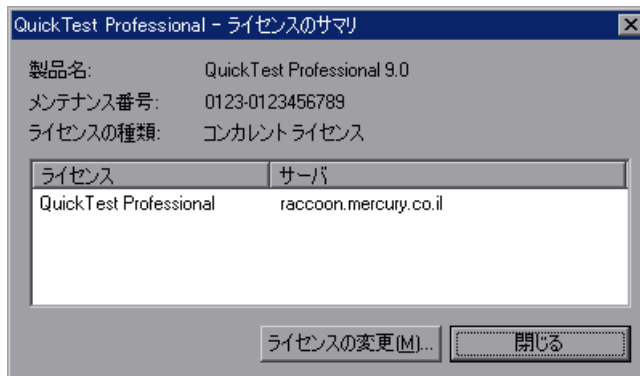 QuickTest Professional - ライセンスのサマリ
製品名: QuickTest Professional 9.0
メンテナンス番号: 0123-0123456789
ライセンスの種類: コンカレント ライセンス
ライセンス サーバ
QuickTest Professional raccoon.mercury.co.il
ライセンスの変更(M)... 閉じる